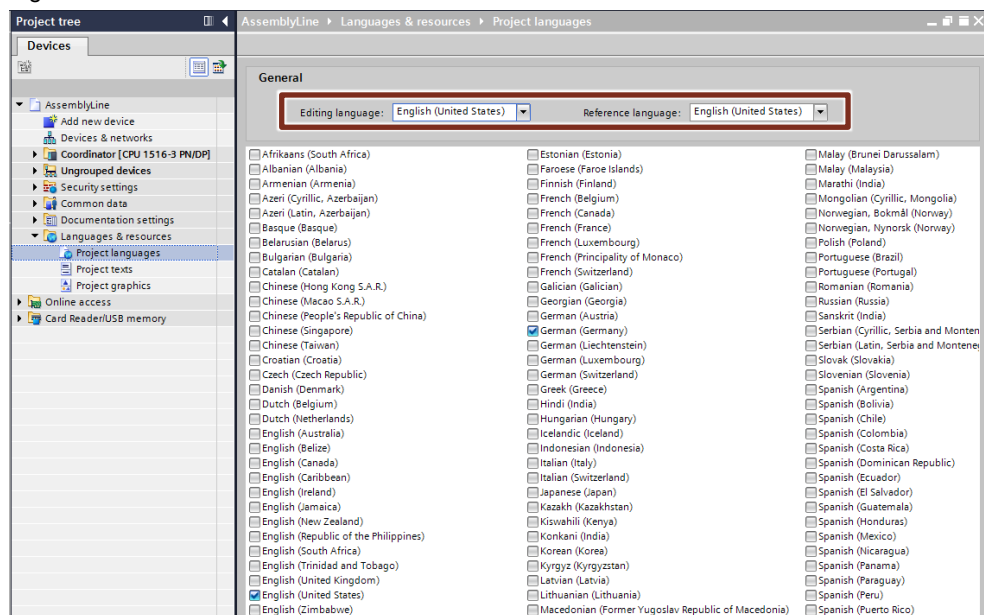 Project tree
Devices
AssemblyLine
Add new device
Devices & networks
Coordinator [CPU 1516-3 PN/DP]
Ungrouped devices
Security settings
Common data
Documentation settings
Languages & resources
Project languages
Project texts
Project graphics
Online access
Card Reader/USB memory
AssemblyLine Languages & resources Project languages
General
Editing language: English (United States) Reference language: English (United States)
Afrikaans (South Africa)
Albanian (Albania)
Armenian (Armenia)
Azeri (Cyrillic, Azerbaijan)
Azeri (Latin, Azerbaijan)
Basque (Basque)
Belarusian (Belarus)
Bulgarian (Bulgaria)
Catalan (Catalan)
Chinese (Hong Kong S.A.R.)
Chinese (Macao S.A.R.)
Chinese (People's Republic of China)
Chinese (Singapore)
Chinese (Taiwan)
Croatian (Croatia)
Czech (Czech Republic)
Danish (Denmark)
Dutch (Belgium)
Dutch (Netherlands)
English (Australia)
English (Belize)
English (Canada)
English (Caribbean)
English (Ireland)
English (Jamaica)
English (New Zealand)
English (Republic of the Philippines)
English (South Africa)
English (Trinidad and Tobago)
English (United Kingdom)
English (United States)
English (Zimbabwe)
Estonian (Estonia)
Faroese (Faroe Islands)
Finnish (Finland)
French (Belgium)
French (Canada)
French (France)
French (Luxembourg)
French (Principality of Monaco)
French (Switzerland)
Galician (Galician)
Georgian (Georgia)
German (Austria)
German (Germany)
German (Liechtenstein)
German (Luxembourg)
German (Switzerland)
Greek (Greece)
Hindi (India)
Hungarian (Hungary)
Icelandic (Iceland)
Indonesian (Indonesia)
Italian (Italy)
Italian (Switzerland)
Japanese (Japan)
Kazakh (Kazakhstan)
Kiswahili (Kenya)
Konkani (India)
Korean (Korea)
Kyrgyz (Kyrgyzstan)
Latvian (Latvia)
Lithuanian (Lithuania)
Macedonian (Former Yugoslav Republic of Macedonia)
Malay (Brunei Darussalam)
Malay (Malaysia)
Marathi (India)
Mongolian (Cyrillic, Mongolia)
Norwegian, Bokmål (Norway)
Norwegian, Nynorsk (Norway)
Polish (Poland)
Portuguese (Brazil)
Portuguese (Portugal)
Romanian (Romania)
Russian (Russia)
Sanskrit (India)
Serbian (Cyrillic, Serbia and Monten
Serbian (Latin, Serbia and Montene
Slovak (Slovakia)
Slovenian (Slovenia)
Spanish (Argentina)
Spanish (Bolivia)
Spanish (Chile)
Spanish (Colombia)
Spanish (Costa Rica)
Spanish (Dominican Republic)
Spanish (Ecuador)
Spanish (El Salvador)
Spanish (Guatemala)
Spanish (Honduras)
Spanish (Mexico)
Spanish (Nicaragua)
Spanish (Panama)
Spanish (Paraguay)
Spanish (Peru)
Spanish (Puerto Rico)